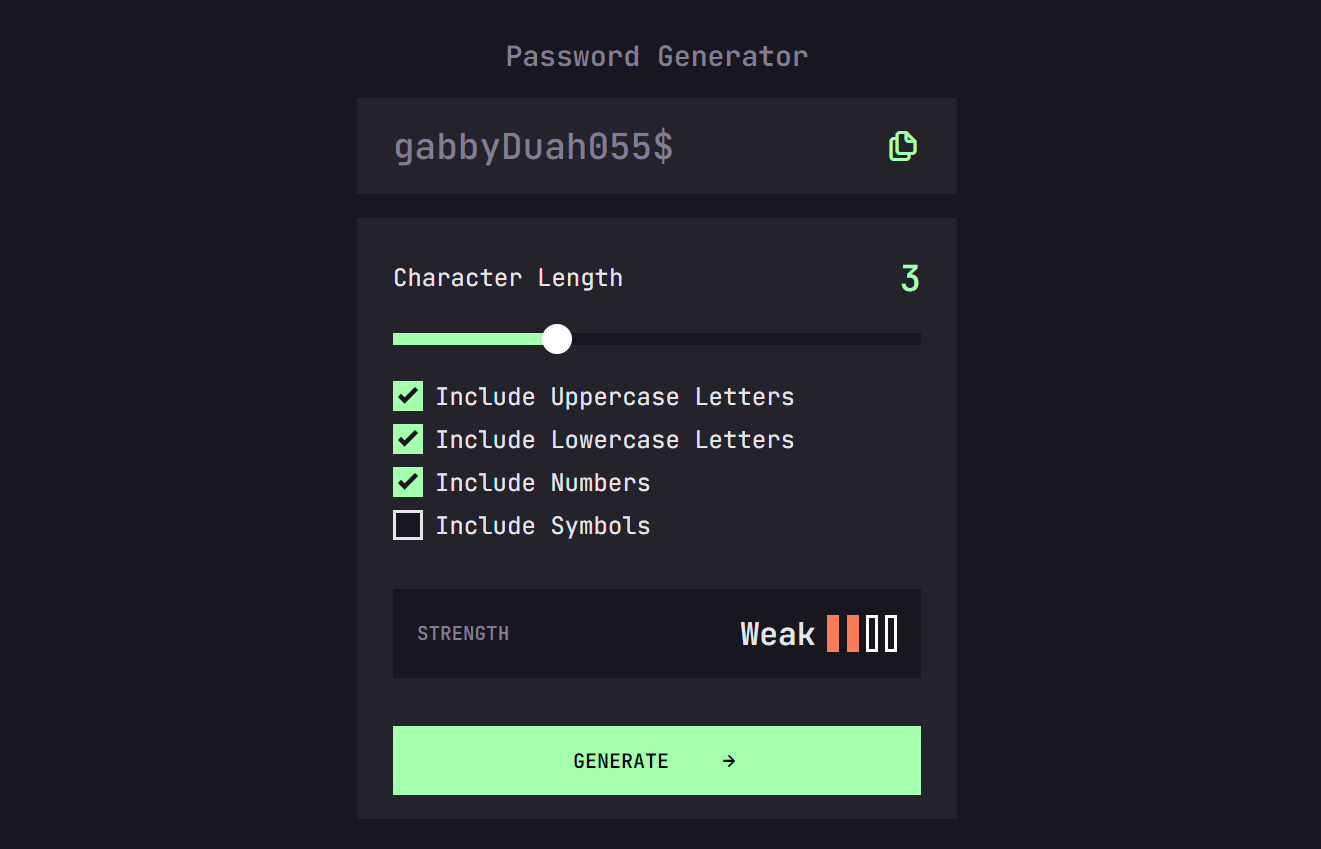 Password Generator
gabbyDuah055$
Character Length 3
Include Uppercase Letters
Include Lowercase Letters
Include Numbers
Include Symbols
STRENGTH Weak
GENERATE →